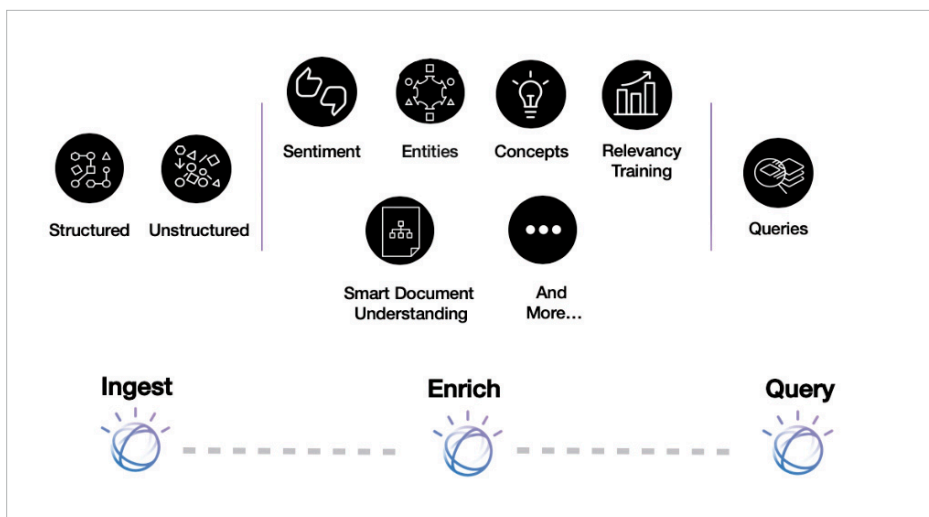 Sentiment
Entities
Concepts
Relevancy
Training
Structured
Unstructured
Queries
Smart Document
Understanding
And
More...
Ingest
Enrich
Query